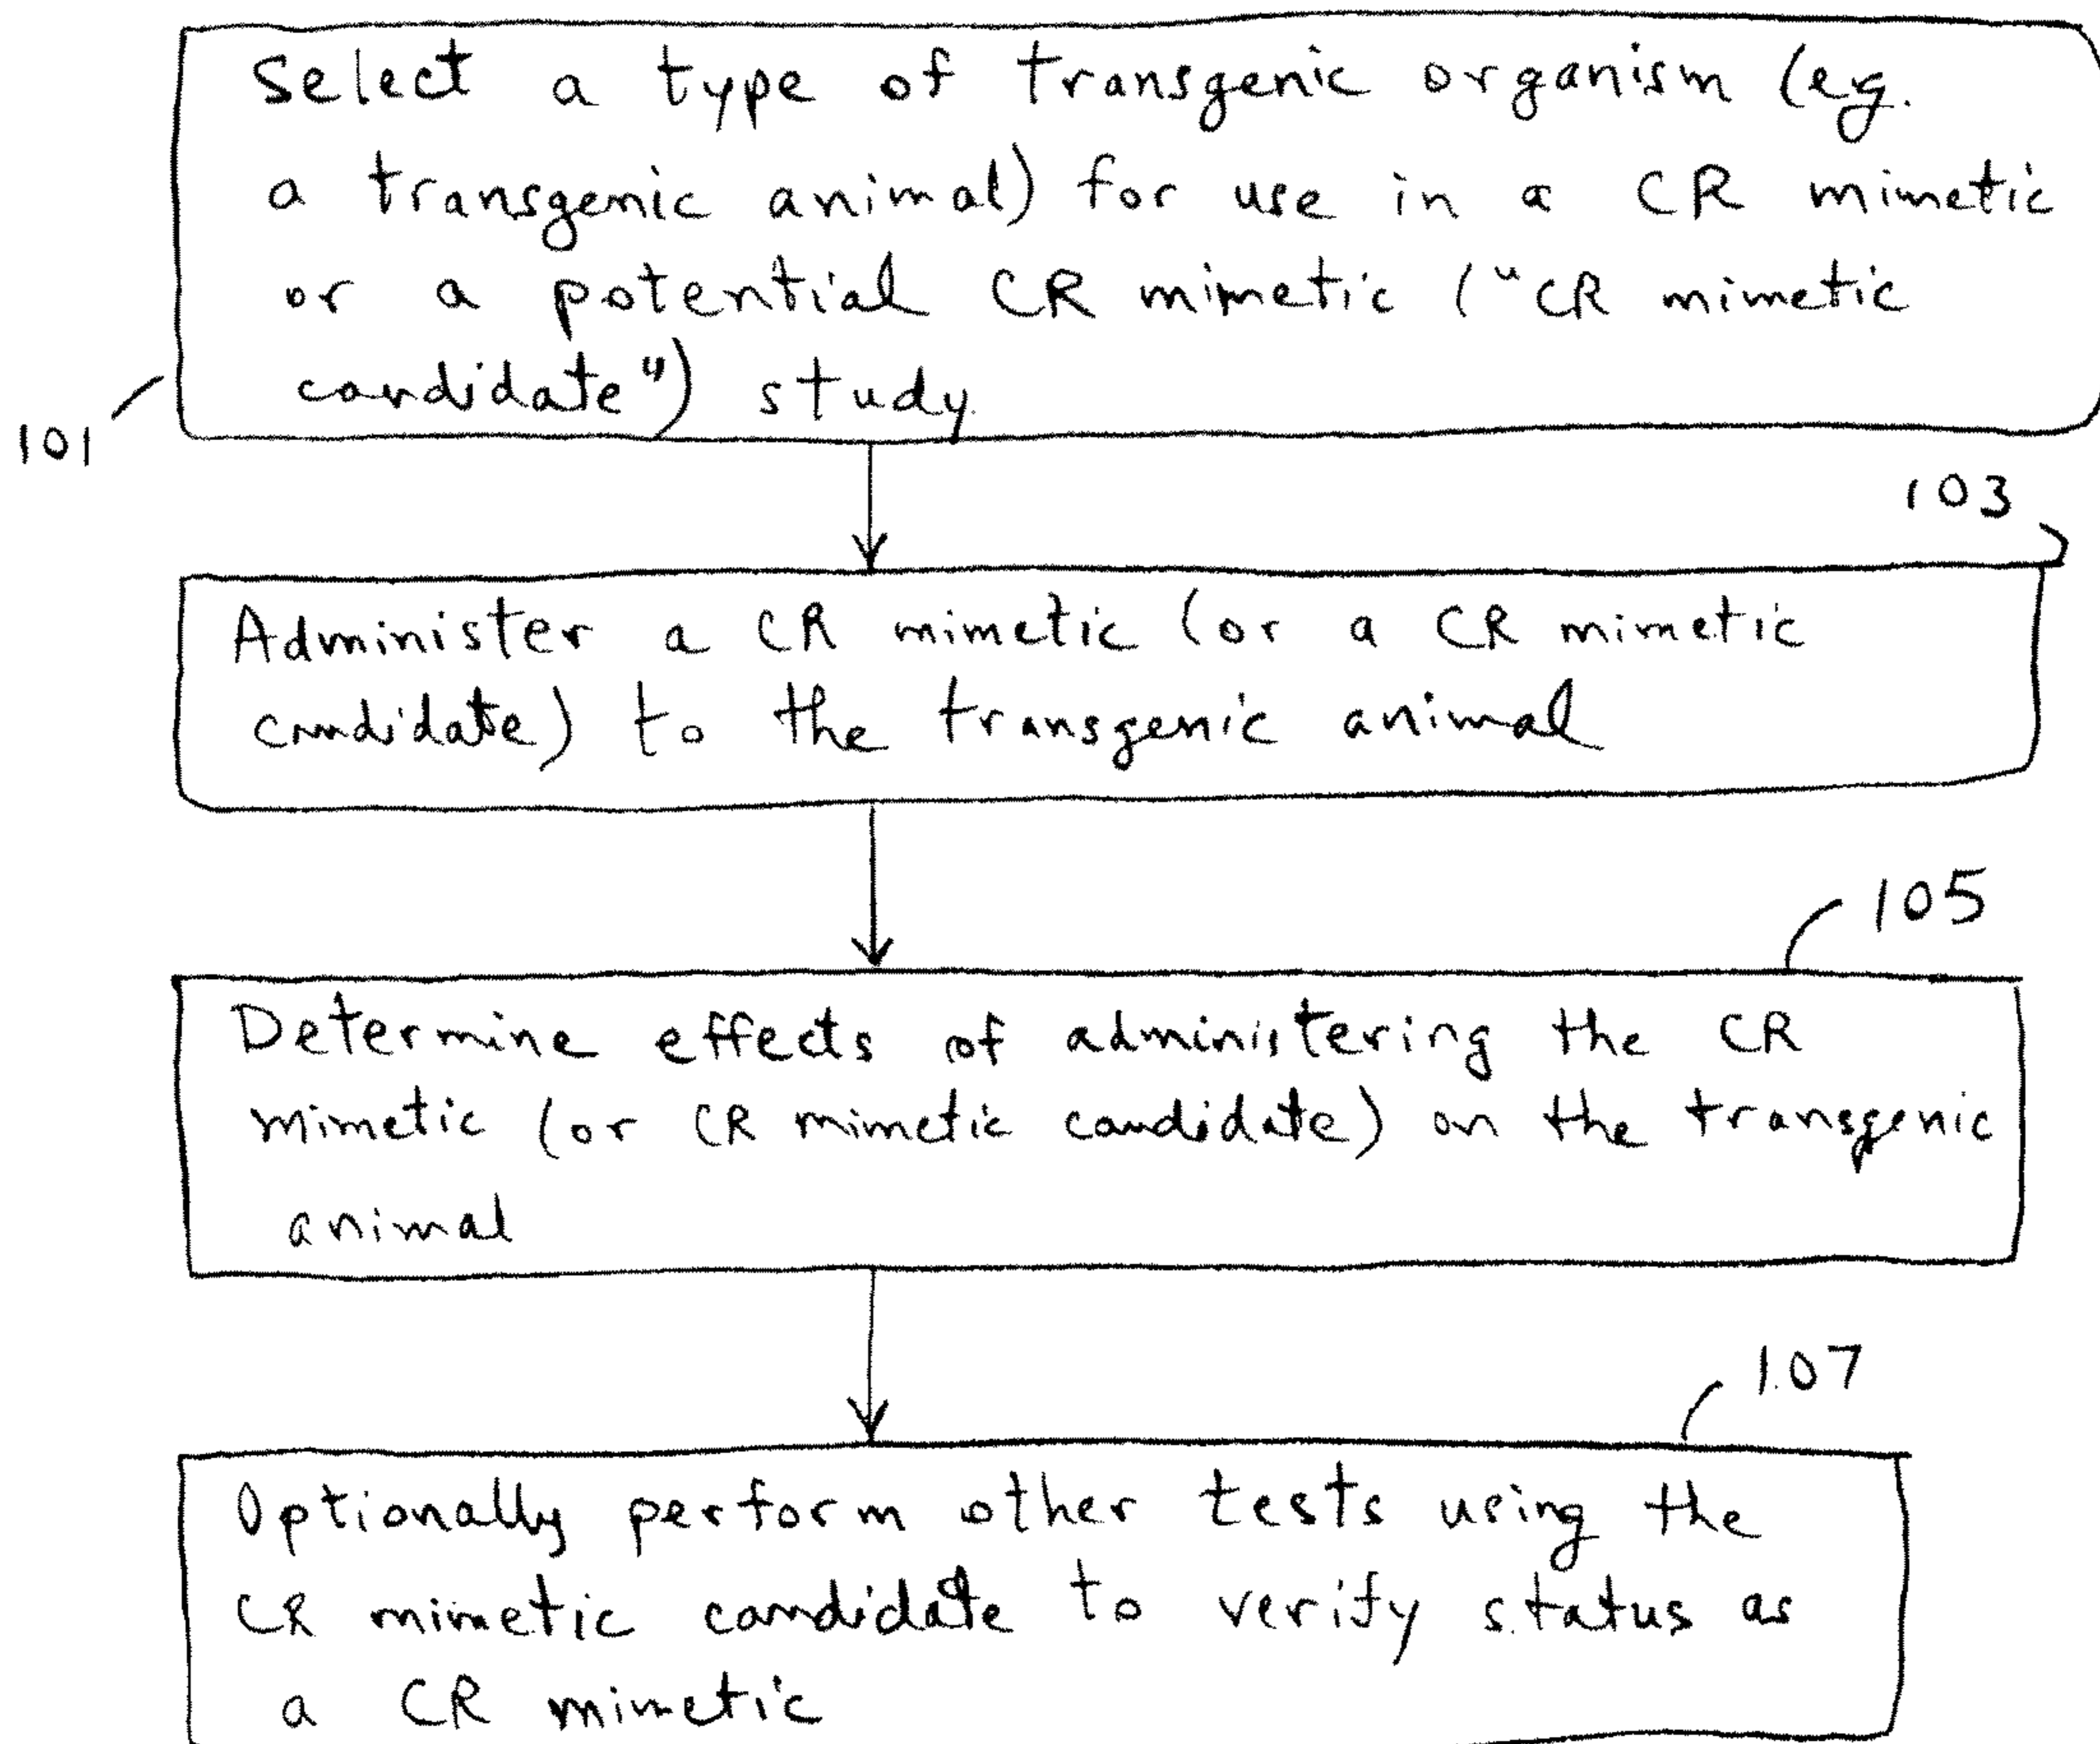 Select a type of transgenic organism (eg.
a transgenic animal) for use in a CR mimetic
or a potential CR mimetic ("CR mimetic
candidate") study
101
103
Administer a CR mimetic (or a CR mimetic
candidate) to the transgenic animal
105
Determine effects of administering the CR
mimetic (or CR mimetic candidate) on the transgenic
animal
107
Optionally perform other tests using the
CR mimetic candidate to verify status as
a CR mimetic